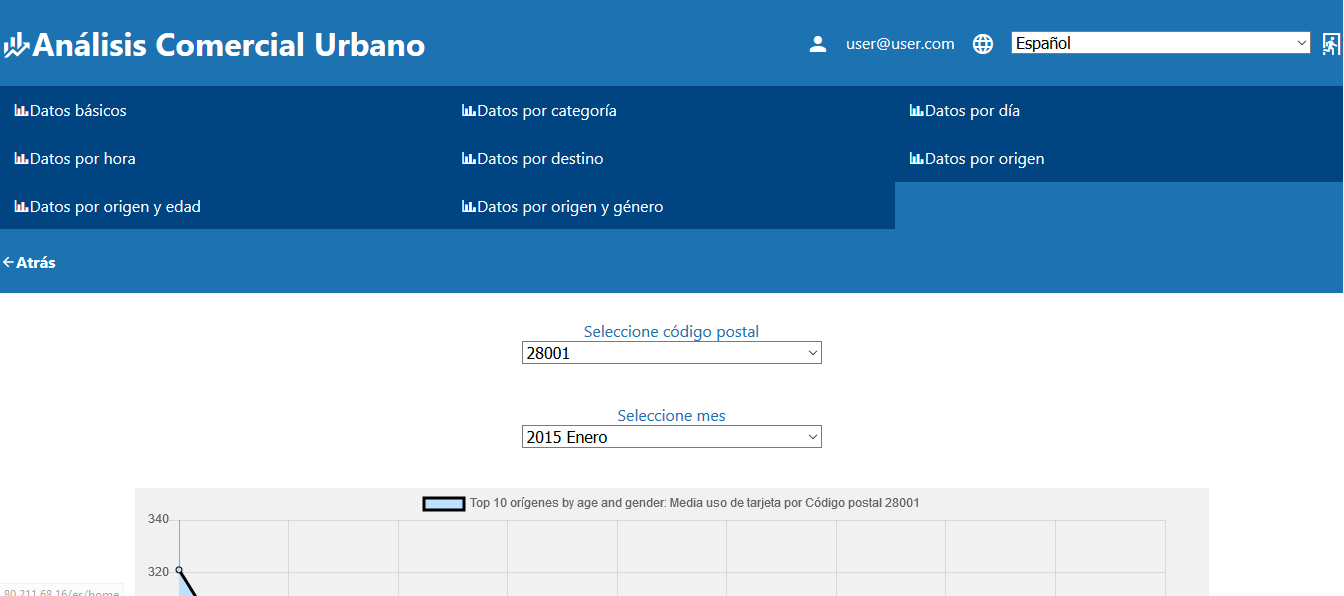 Análisis Comercial Urbano
user@user.com
Español
Datos básicos
Datos por categoría
Datos por día
Datos por hora
Datos por destino
Datos por origen
Datos por origen y edad
Datos por origen y género
Atrás
Seleccione código postal
28001
Seleccione mes
2015 Enero
Top 10 orígenes by age and gender: Media uso de tarjeta por Código postal 28001
340
320
80.211.68.16/es/home